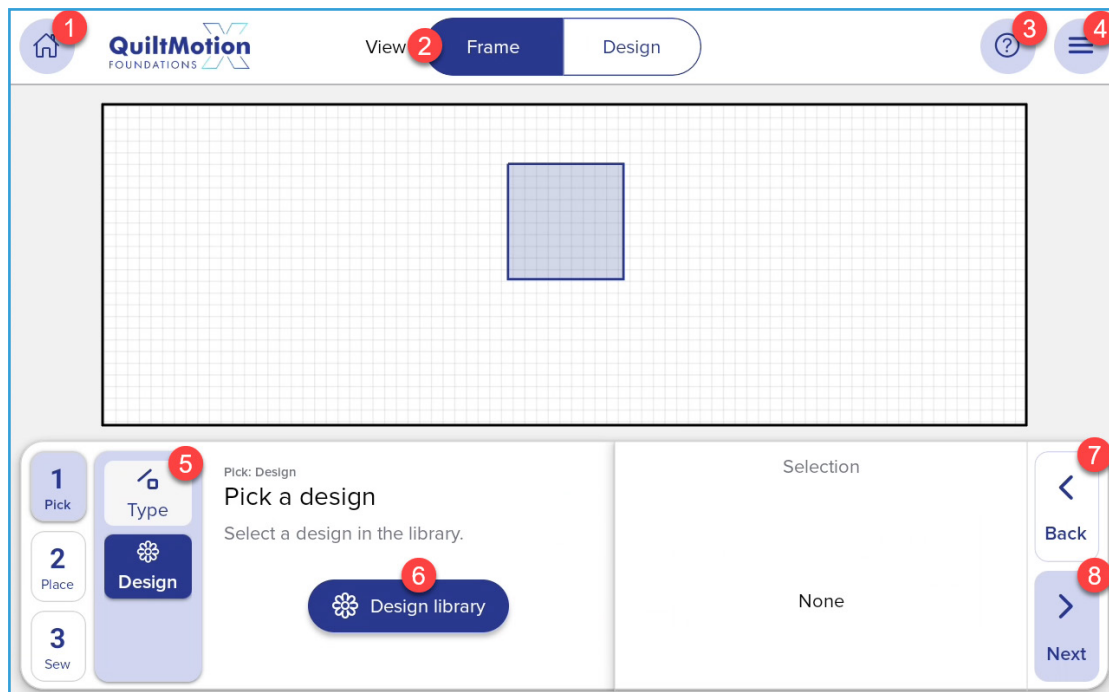 1
QuiltMotion
FOUNDATIONS
View
2
Frame
Design
3
4
1
Pick
2
Place
3
Sew
5
Type
Design
Pick: Design
Pick a design
Select a design in the library.
6
Design library
Selection
None
7
Back
8
Next